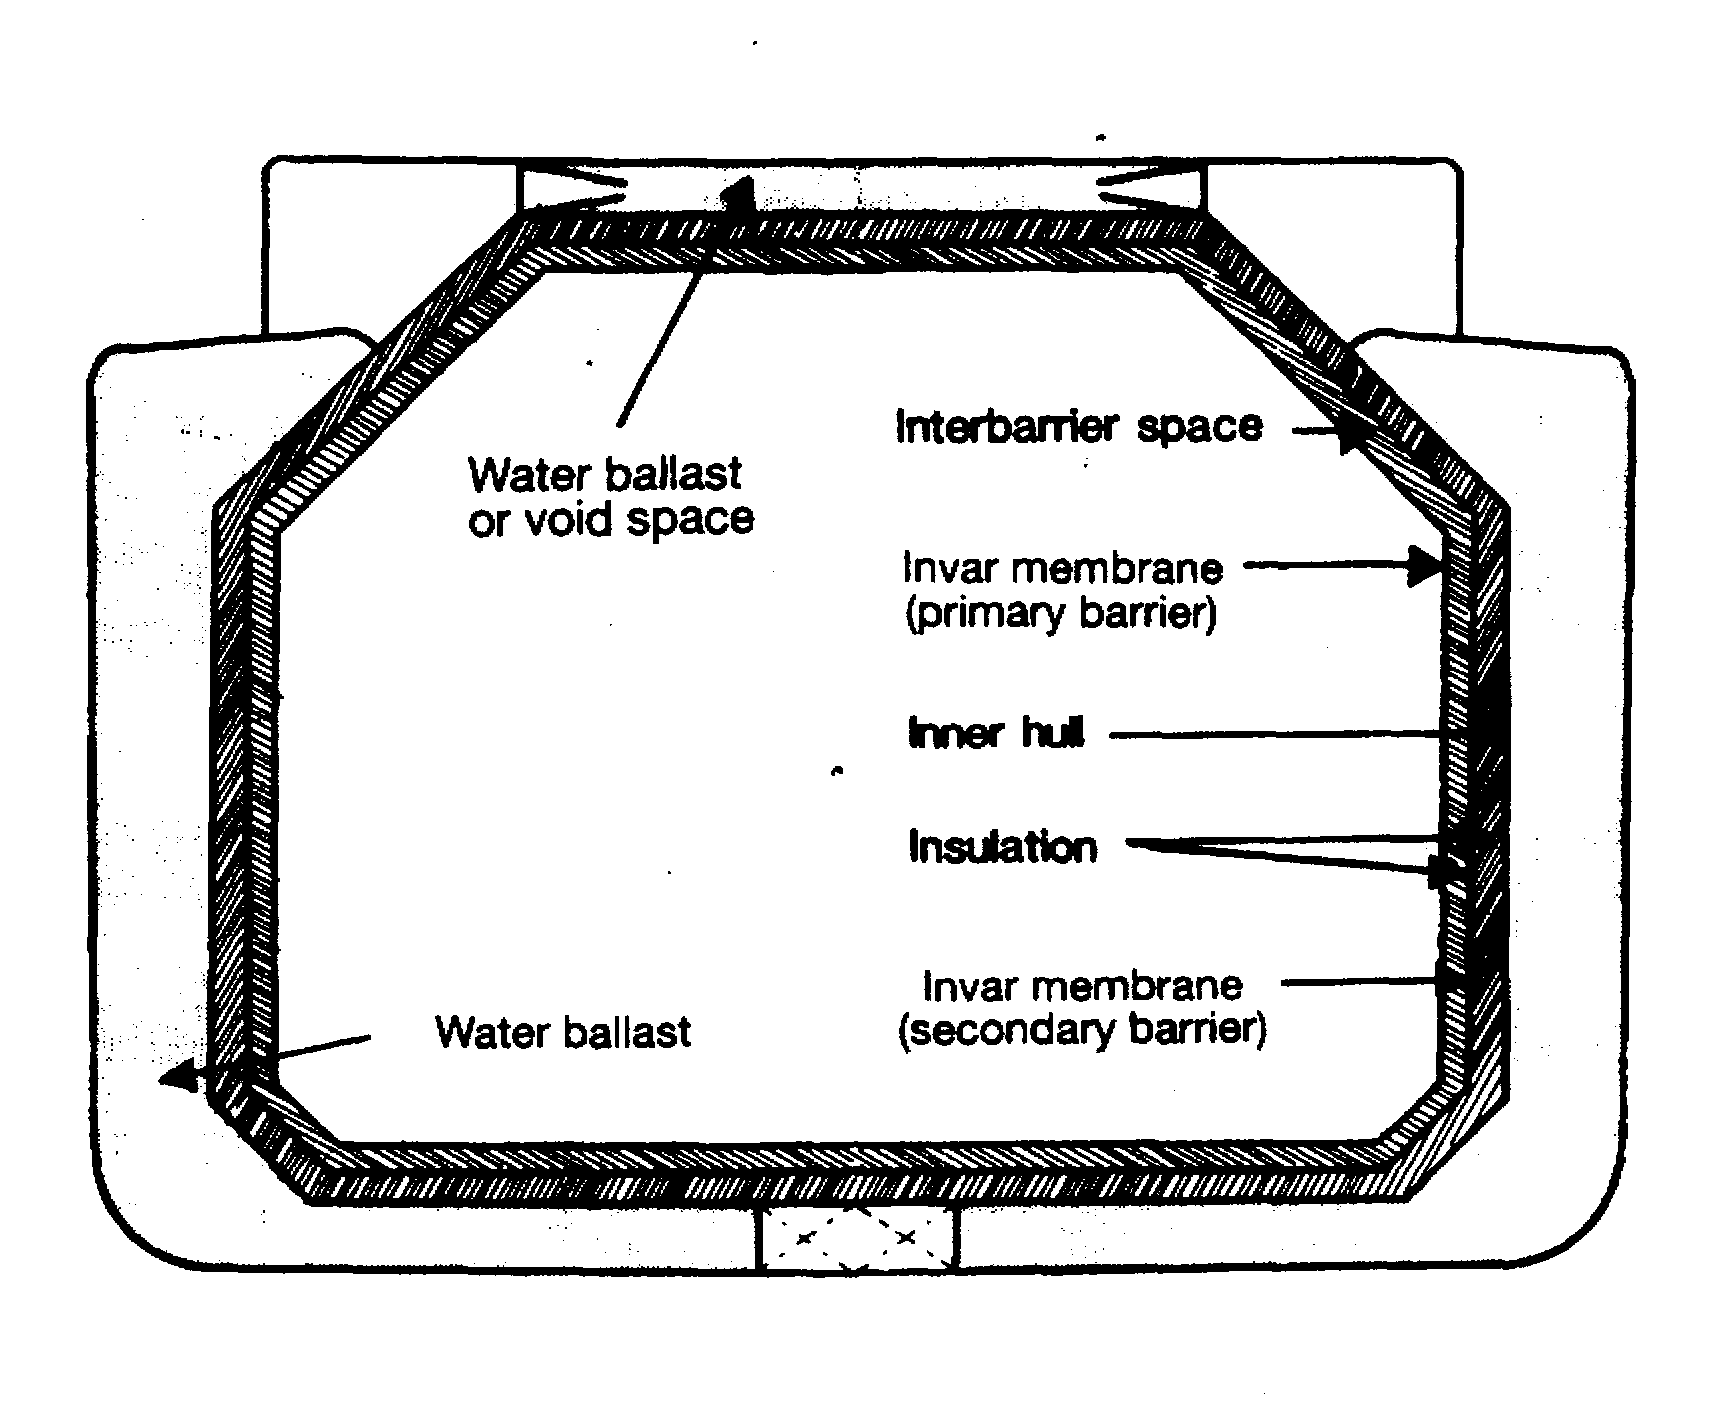 Interbarrier space
Water ballast
or void space
Invar membrane
(primary barrier)
Inner hull
Insulation
Invar membrane
(secondary barrier)
Water ballast